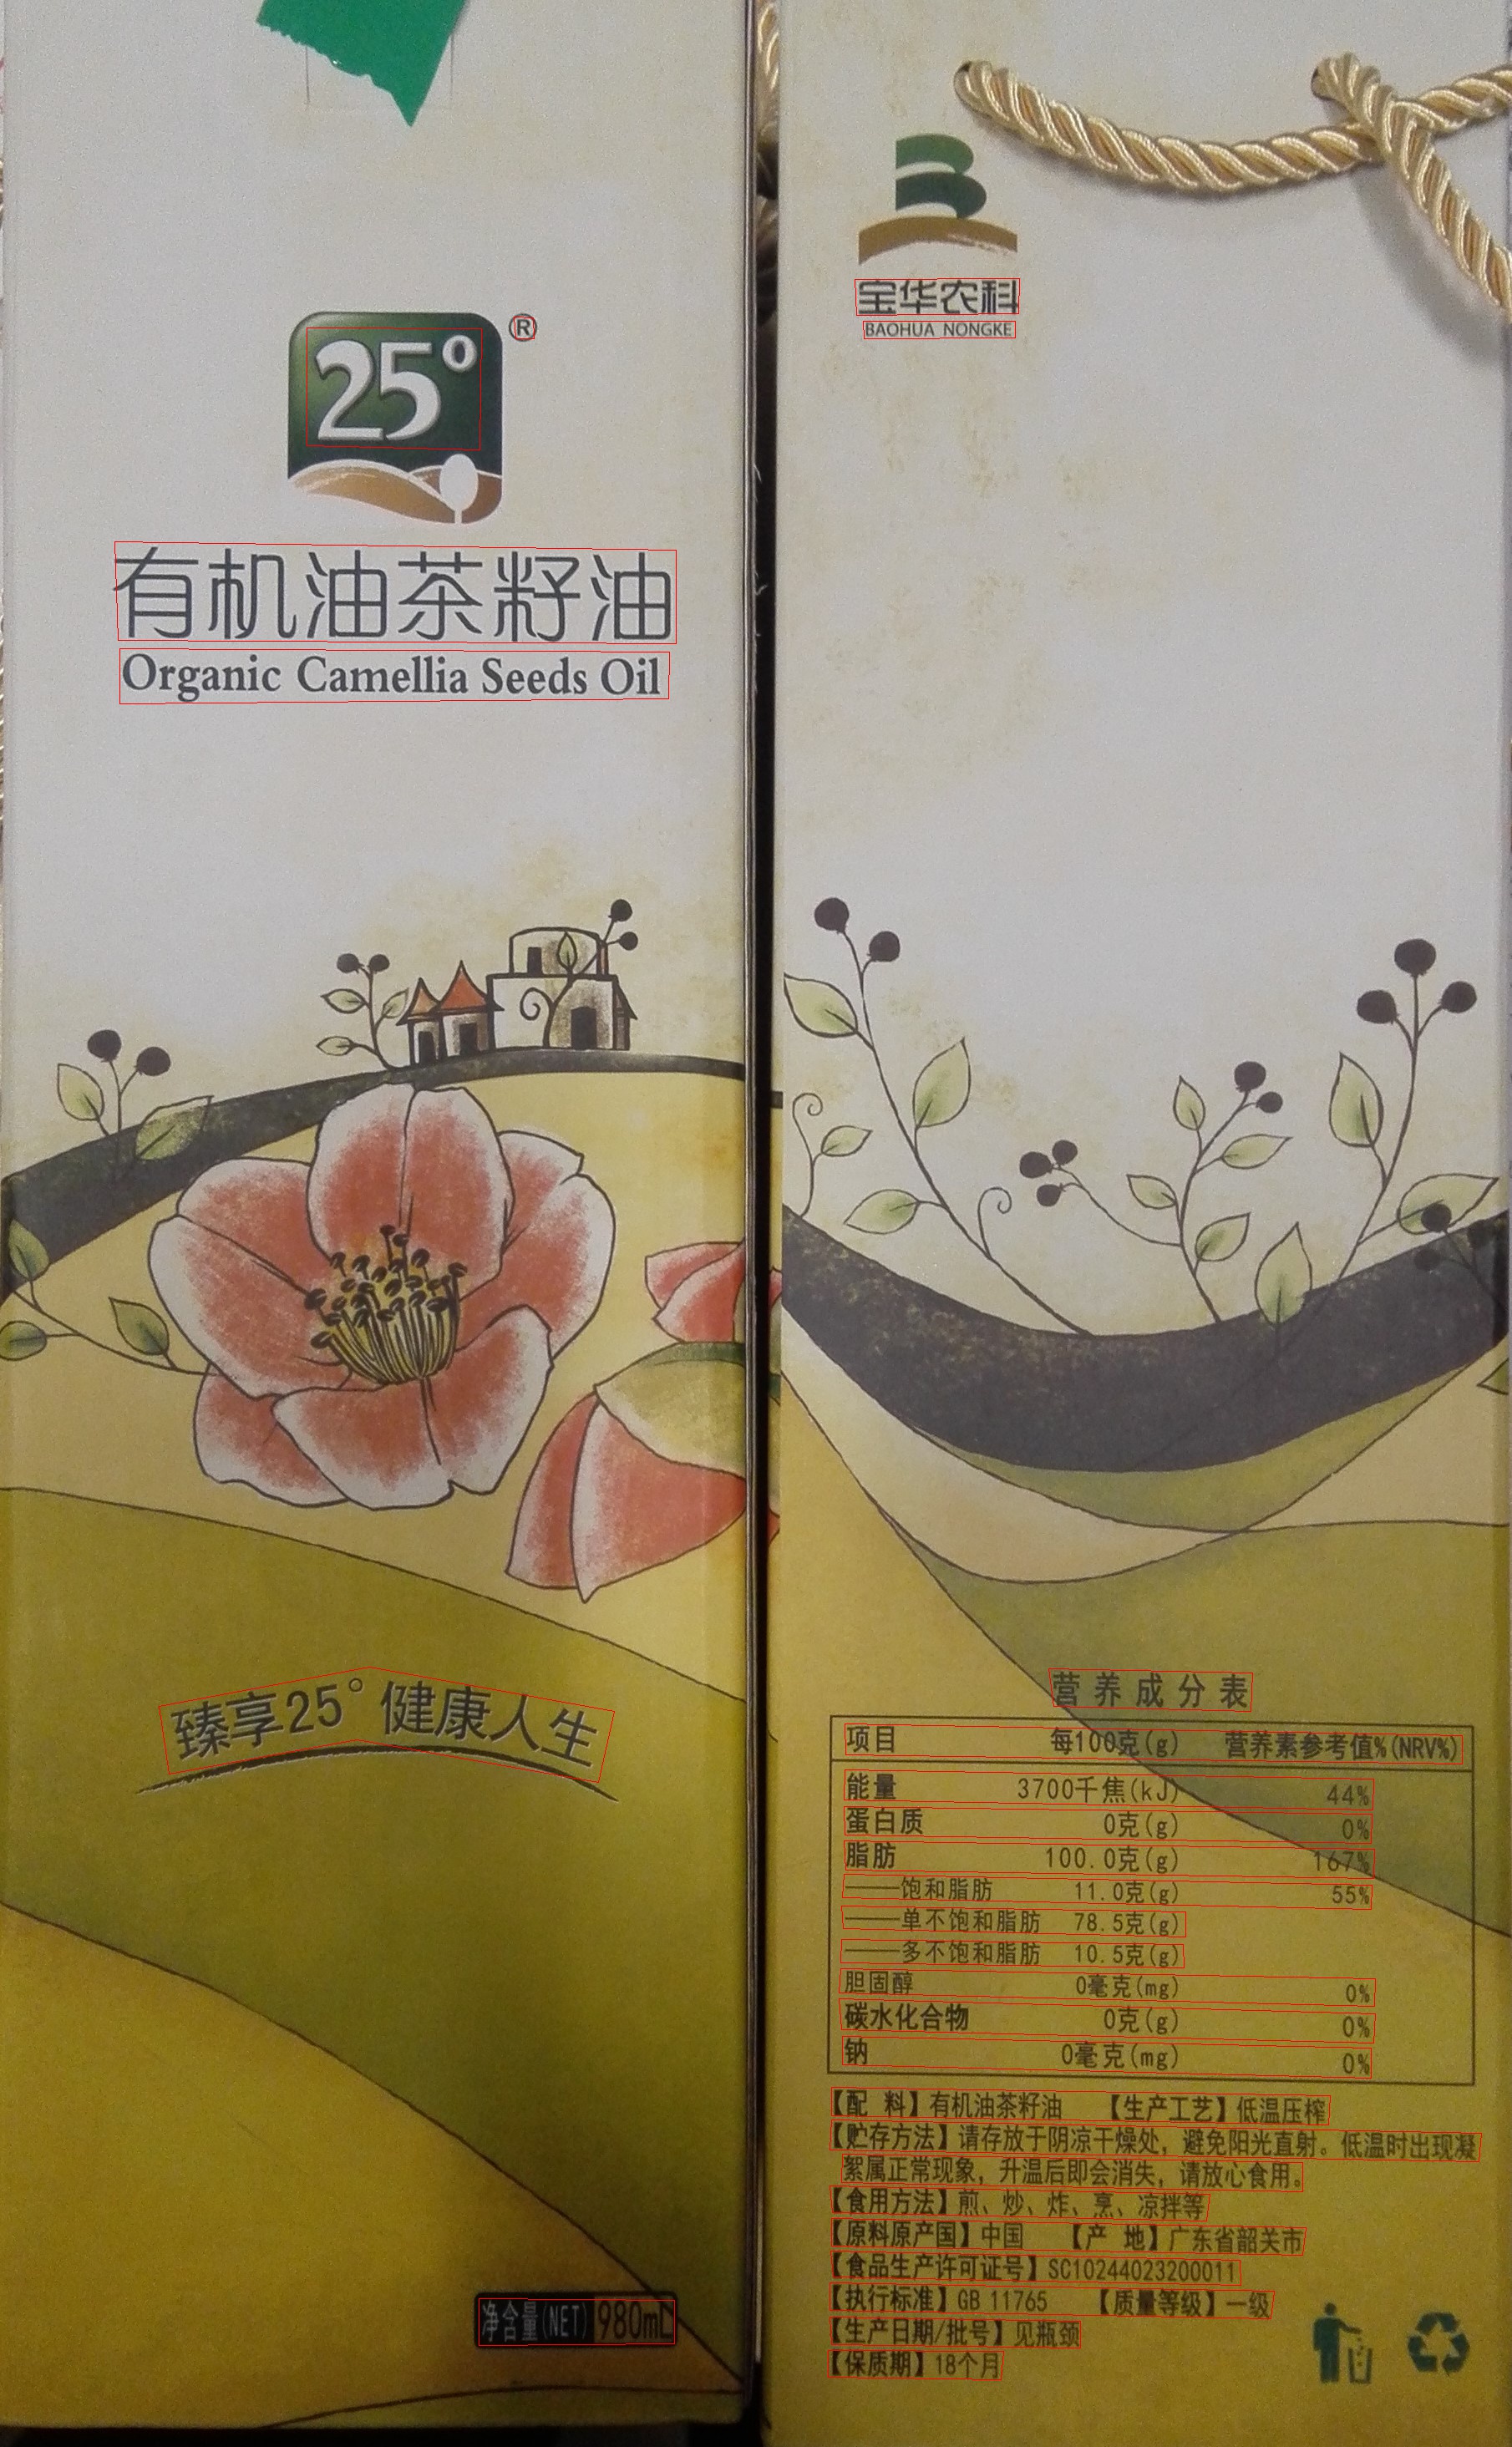 25°
®
有机油茶籽油
Organic Camellia Seeds Oil
臻享25°健康人生
净含量(NET) 980mL
宝华农科
BAOHUA NONGKE
营养成分表
项目 每100克(g) 营养素参考值%(NRV%)
能量 3700千焦(kJ) 44%
蛋白质 0克(g) 0%
脂肪 100.0克(g) 167%
——饱和脂肪 11.0克(g) 55%
——单不饱和脂肪 78.5克(g)
——多不饱和脂肪 10.5克(g)
胆固醇 0毫克(mg) 0%
碳水化合物 0克(g) 0%
钠 0毫克(mg) 0%
【配 料】有机油茶籽油 【生产工艺】低温压榨
【贮存方法】请存放于阴凉干燥处，避免阳光直射。低温时出现凝
絮属正常现象，升温后即会消失，请放心食用。
【食用方法】煎、炒、炸、烹、凉拌等
【原料原产国】中国 【产 地】广东省韶关市
【食品生产许可证号】SC10244023200011
【执行标准】GB 11765 【质量等级】一级
【生产日期/批号】见瓶颈
【保质期】18个月